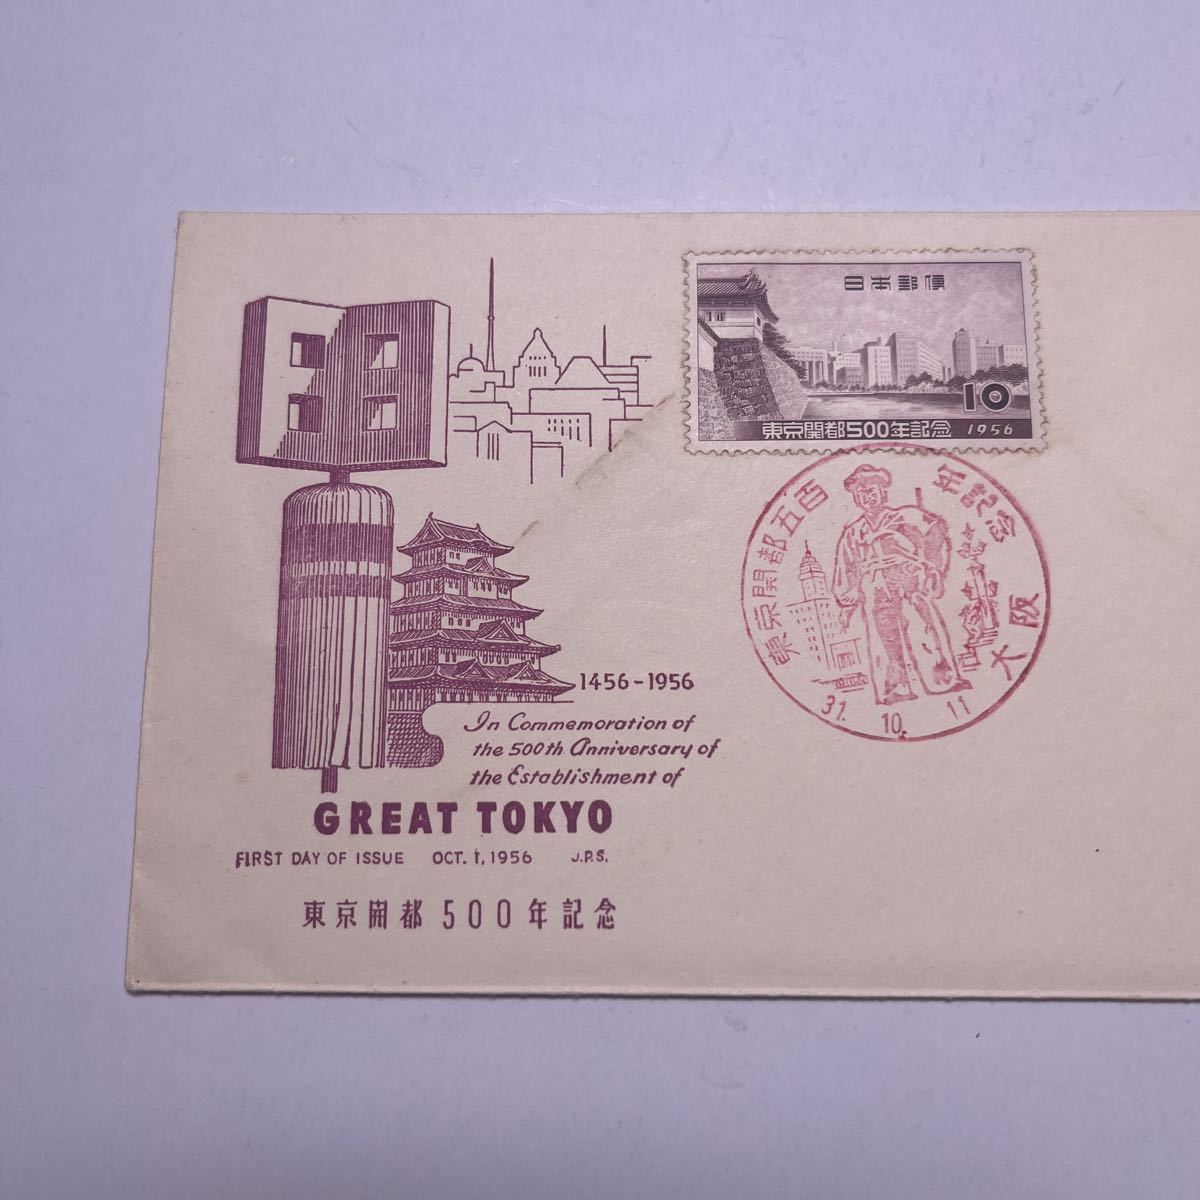 日本郵便
10
東京開都500年記念 1956
東京開都五百年記念
大阪
31. 10. 11
1456-1956
In Commemoration of
the 500th Anniversary of
the Establishment of
GREAT TOKYO
FIRST DAY OF ISSUE OCT. 1, 1956 J.P.S.
東京開都 500年記念